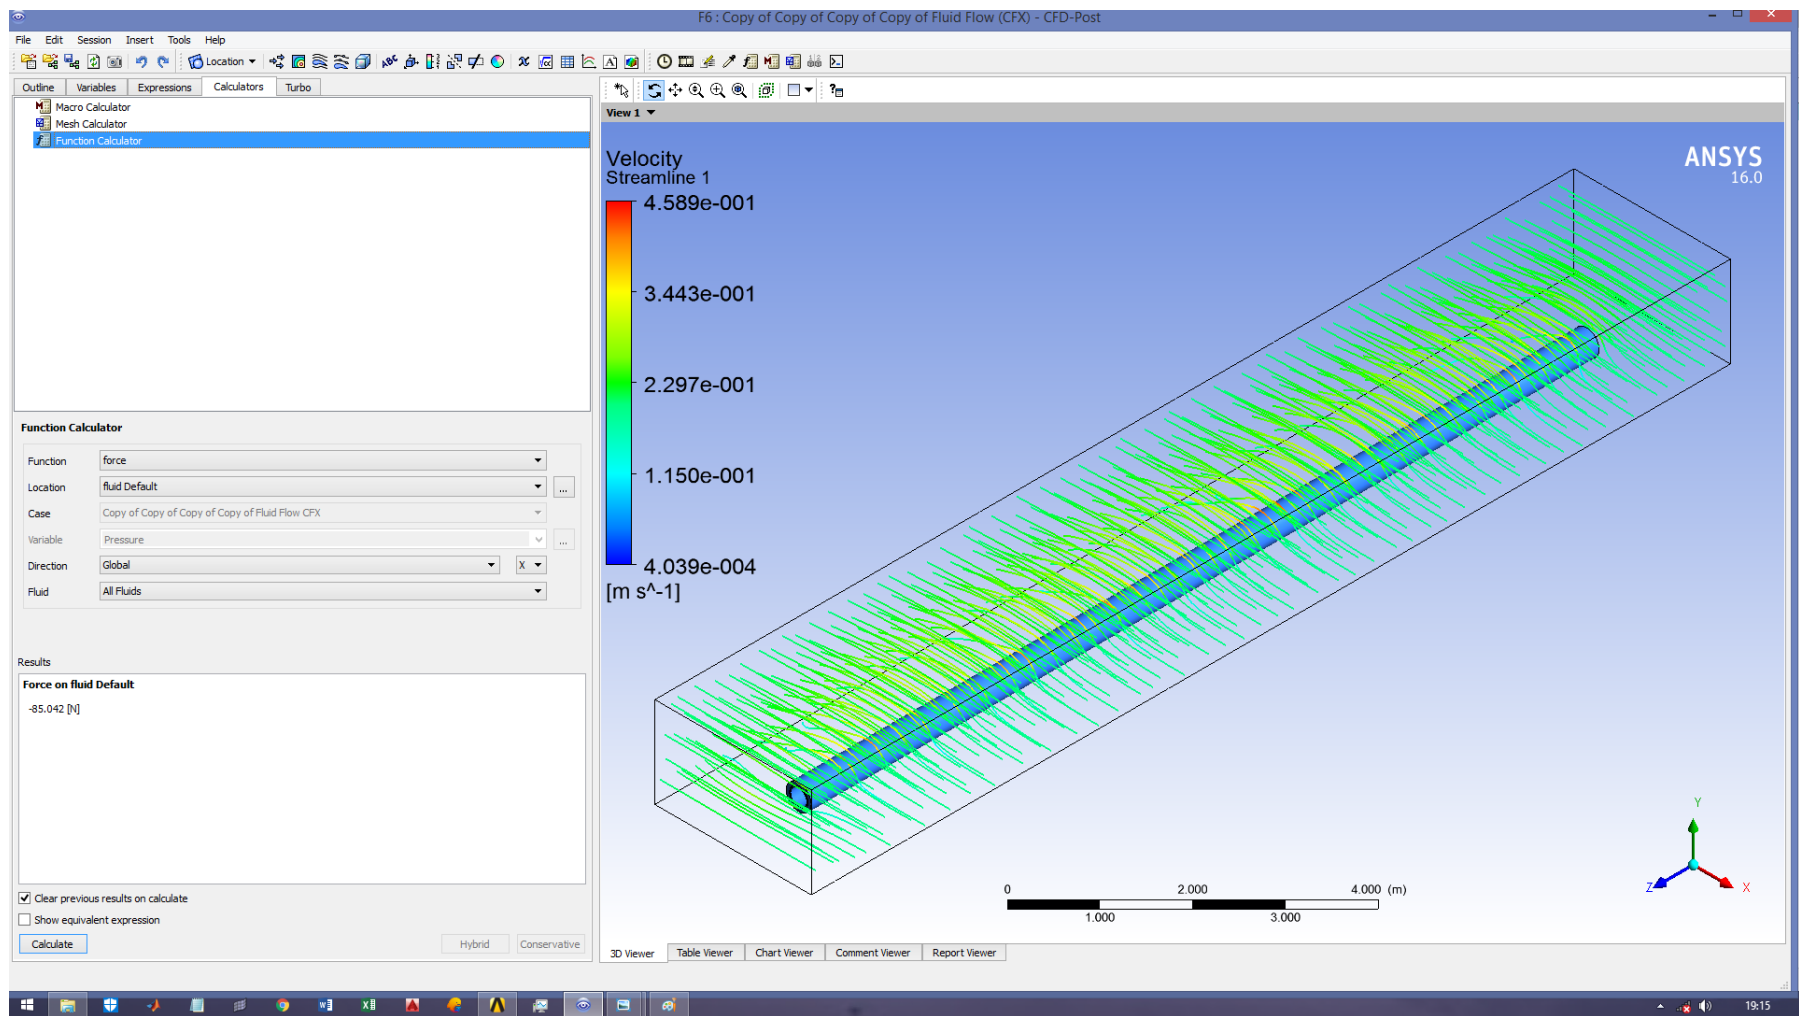 F6 : Copy of Copy of Copy of Copy of Fluid Flow (CFX) - CFD-Post
File Edit Session Insert Tools Help
Location
Outline Variables Expressions Calculators Turbo
Macro Calculator
Mesh Calculator
Function Calculator
Function Calculator
Function force
Location fluid Default ...
Case Copy of Copy of Copy of Copy of Fluid Flow CFX
Variable Pressure ...
Direction Global X
Fluid All Fluids
Results
Force on fluid Default
-85.042 [N]
Clear previous results on calculate
Show equivalent expression
Calculate Hybrid Conservative
View 1
Velocity
Streamline 1
4.589e-001
3.443e-001
2.297e-001
1.150e-001
4.039e-004
[m s^-1]
ANSYS
16.0
Y
Z X
0 2.000 4.000 (m)
1.000 3.000
3D Viewer Table Viewer Chart Viewer Comment Viewer Report Viewer
19:15